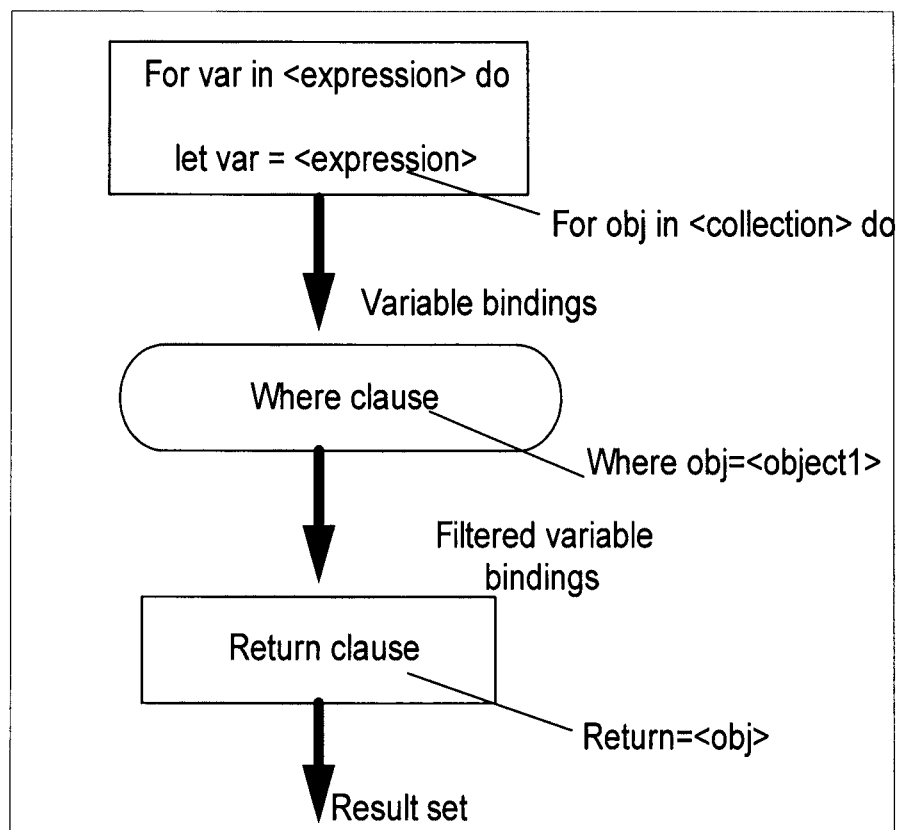 For var in <expression> do
let var = <expression>
For obj in <collection> do
Variable bindings
Where clause
Where obj=<object1>
Filtered variable
bindings
Return clause
Return=<obj>
Result set